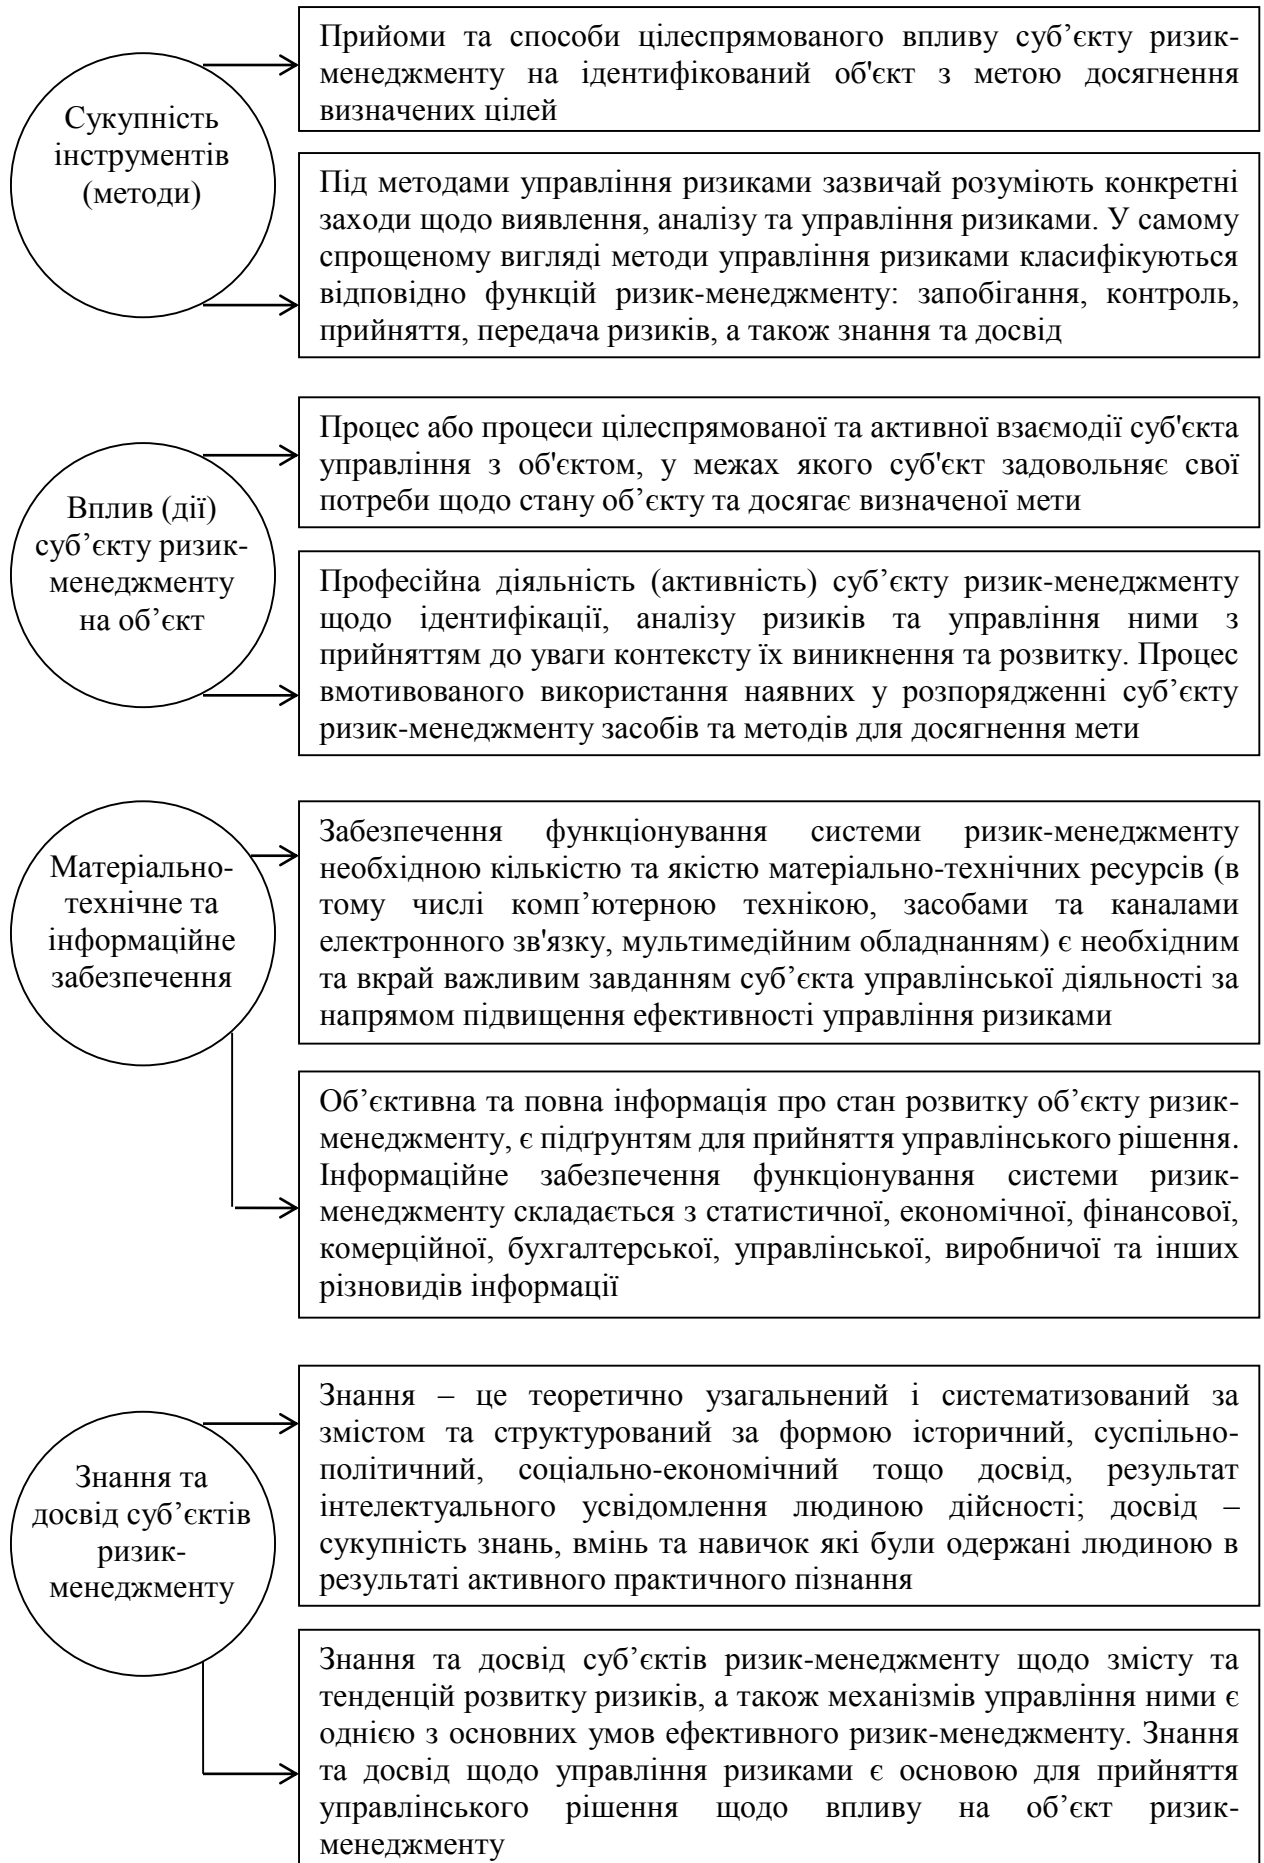 Сукупність
інструментів
(методи)
Прийоми та способи цілеспрямованого впливу суб’єкту ризик-
менеджменту на ідентифікований об'єкт з метою досягнення
визначених цілей
Під методами управління ризиками зазвичай розуміють конкретні
заходи щодо виявлення, аналізу та управління ризиками. У самому
спрощеному вигляді методи управління ризиками класифікуються
відповідно функцій ризик-менеджменту: запобігання, контроль,
прийняття, передача ризиків, а також знання та досвід
Вплив (дії)
суб’єкту ризик-
менеджменту
на об’єкт
Процес або процеси цілеспрямованої та активної взаємодії суб'єкта
управління з об'єктом, у межах якого суб'єкт задовольняє свої
потреби щодо стану об’єкту та досягає визначеної мети
Професійна діяльність (активність) суб’єкту ризик-менеджменту
щодо ідентифікації, аналізу ризиків та управління ними з
прийняттям до уваги контексту їх виникнення та розвитку. Процес
вмотивованого використання наявних у розпорядженні суб’єкту
ризик-менеджменту засобів та методів для досягнення мети
Матеріально-
технічне та
інформаційне
забезпечення
Забезпечення функціонування системи ризик-менеджменту
необхідною кількістю та якістю матеріально-технічних ресурсів (в
тому числі комп’ютерною технікою, засобами та каналами
електронного зв'язку, мультимедійним обладнанням) є необхідним
та вкрай важливим завданням суб’єкта управлінської діяльності за
напрямом підвищення ефективності управління ризиками
Об’єктивна та повна інформація про стан розвитку об’єкту ризик-
менеджменту, є підґрунтям для прийняття управлінського рішення.
Інформаційне забезпечення функціонування системи ризик-
менеджменту складається з статистичної, економічної, фінансової,
комерційної, бухгалтерської, управлінської, виробничої та інших
різновидів інформації
Знання та
досвід суб’єктів
ризик-
менеджменту
Знання – це теоретично узагальнений і систематизований за
змістом та структурований за формою історичний, суспільно-
політичний, соціально-економічний тощо досвід, результат
інтелектуального усвідомлення людиною дійсності; досвід –
сукупність знань, вмінь та навичок які були одержані людиною в
результаті активного практичного пізнання
Знання та досвід суб’єктів ризик-менеджменту щодо змісту та
тенденцій розвитку ризиків, а також механізмів управління ними є
однією з основних умов ефективного ризик-менеджменту. Знання
та досвід щодо управління ризиками є основою для прийняття
управлінського рішення щодо впливу на об’єкт ризик-
менеджменту